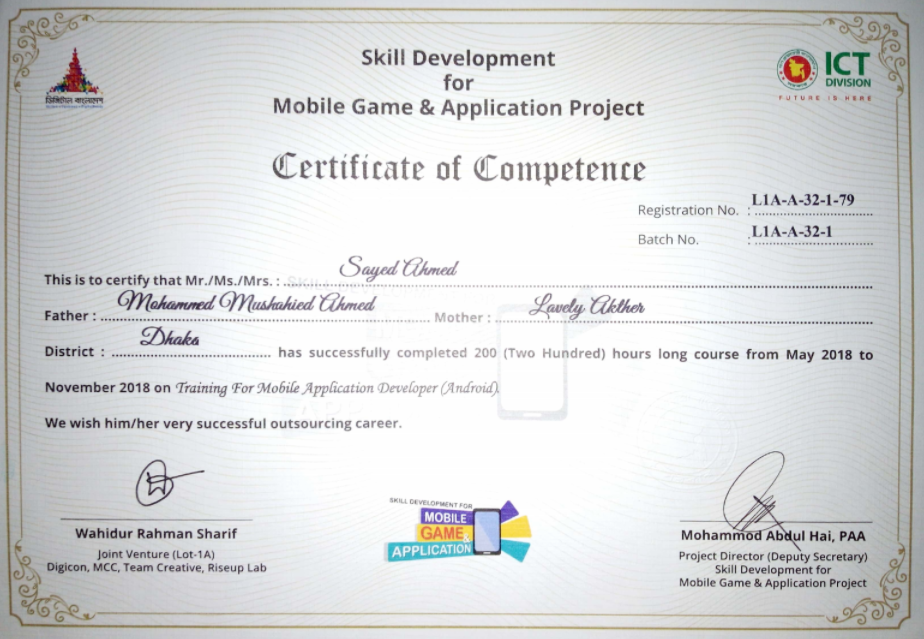 Skill Development
for
Mobile Game & Application Project
ডিজিটাল বাংলাদেশ
ICT
DIVISION
FUTURE IS HERE
Certificate of Competence
Registration No. : L1A-A-32-1-79
Batch No. : L1A-A-32-1
This is to certify that Mr./Ms./Mrs. : Sayed Ahmed
Father : Mohammed Mushahied Ahmed Mother : Lavely Akther
District : Dhaka has successfully completed 200 (Two Hundred) hours long course from May 2018 to
November 2018 on Training For Mobile Application Developer (Android).
We wish him/her very successful outsourcing career.
Wahidur Rahman Sharif
Joint Venture (Lot-1A)
Digicon, MCC, Team Creative, Riseup Lab
SKILL DEVELOPMENT FOR
MOBILE
GAME &
APPLICATION
Mohammod Abdul Hai, PAA
Project Director (Deputy Secretary)
Skill Development for
Mobile Game & Application Project